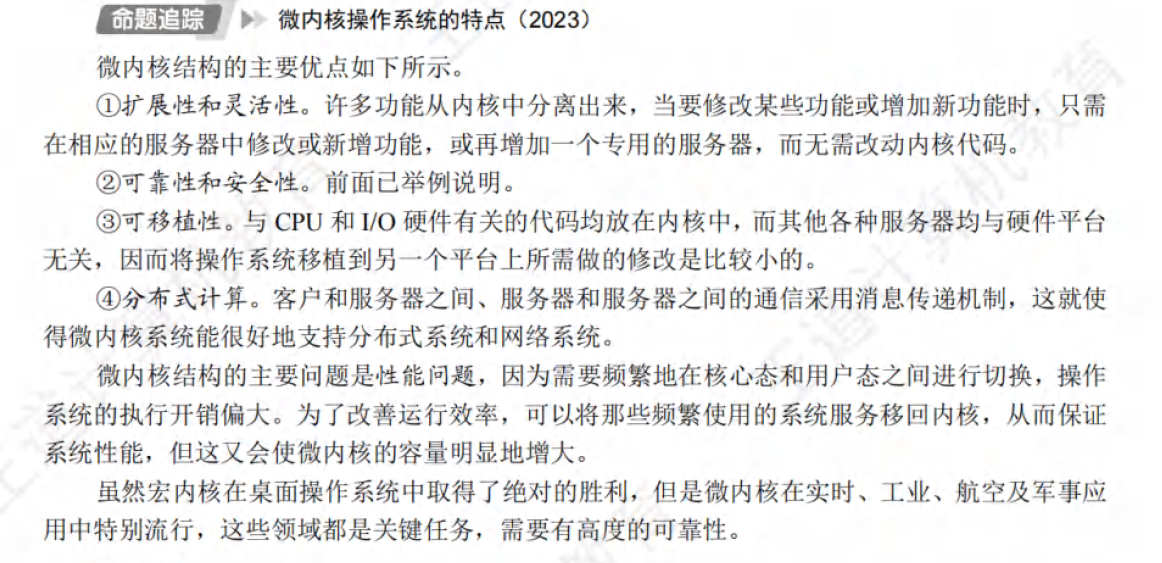 命题追踪 微内核操作系统的特点（2023）
微内核结构的主要优点如下所示。
①扩展性和灵活性。许多功能从内核中分离出来，当要修改某些功能或增加新功能时，只需
在相应的服务器中修改或新增功能，或再增加一个专用的服务器，而无需改动内核代码。
②可靠性和安全性。前面已举例说明。
③可移植性。与 CPU 和 I/O 硬件有关的代码均放在内核中，而其他各种服务器均与硬件平台
无关，因而将操作系统移植到另一个平台上所需做的修改是比较小的。
④分布式计算。客户和服务器之间、服务器和服务器之间的通信采用消息传递机制，这就使
得微内核系统能很好地支持分布式系统和网络系统。
微内核结构的主要问题是性能问题，因为需要频繁地在核心态和用户态之间进行切换，操作
系统的执行开销偏大。为了改善运行效率，可以将那些频繁使用的系统服务移回内核，从而保证
系统性能，但这又会使微内核的容量明显地增大。
虽然宏内核在桌面操作系统中取得了绝对的胜利，但是微内核在实时、工业、航空及军事应
用中特别流行，这些领域都是关键任务，需要有高度的可靠性。
王道计算机教育